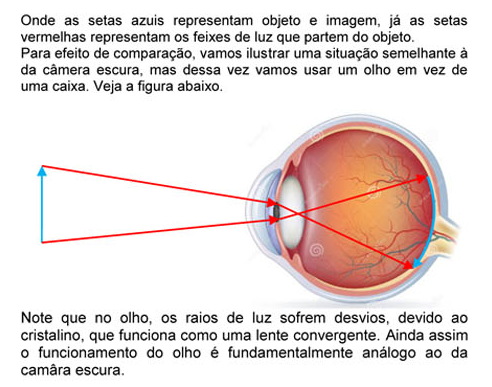 Onde as setas azuis representam objeto e imagem, já as setas
vermelhas representam os feixes de luz que partem do objeto.
Para efeito de comparação, vamos ilustrar uma situação semelhante à
da câmera escura, mas dessa vez vamos usar um olho em vez de
uma caixa. Veja a figura abaixo.
Note que no olho, os raios de luz sofrem desvios, devido ao
cristalino, que funciona como uma lente convergente. Ainda assim
o funcionamento do olho é fundamentalmente análogo ao da
camâra escura.